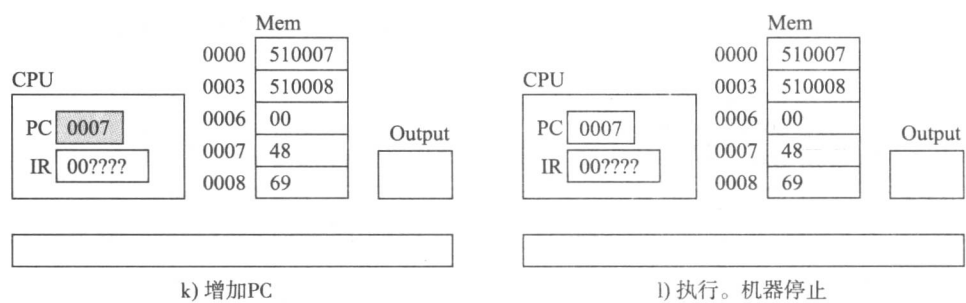 Mem
0000 510007
CPU
0003 510008
PC 0007
0006 00
Output
IR 00????
0007 48
0008 69
k) 增加PC
Mem
0000 510007
CPU
0003 510008
PC 0007
0006 00
Output
IR 00????
0007 48
0008 69
l) 执行。机器停止